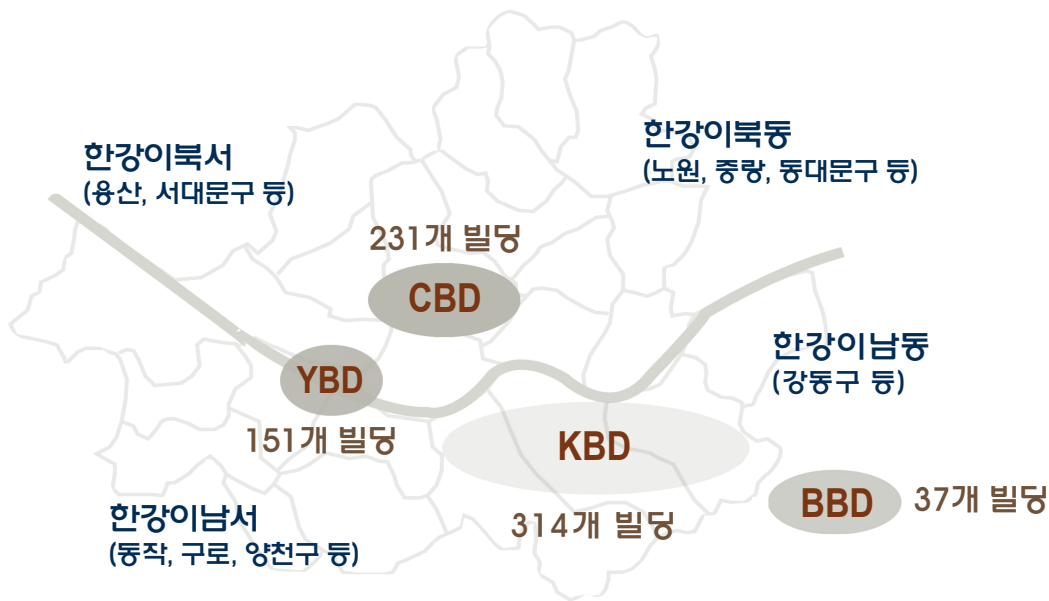 한강이북동
(노원, 중랑, 동대문구 등)
한강이북서
(용산, 서대문구 등)
231개 빌딩
CBD
한강이남동
(강동구 등)
YBD
151개 빌딩
KBD
314개 빌딩
BBD
37개 빌딩
한강이남서
(동작, 구로, 양천구 등)